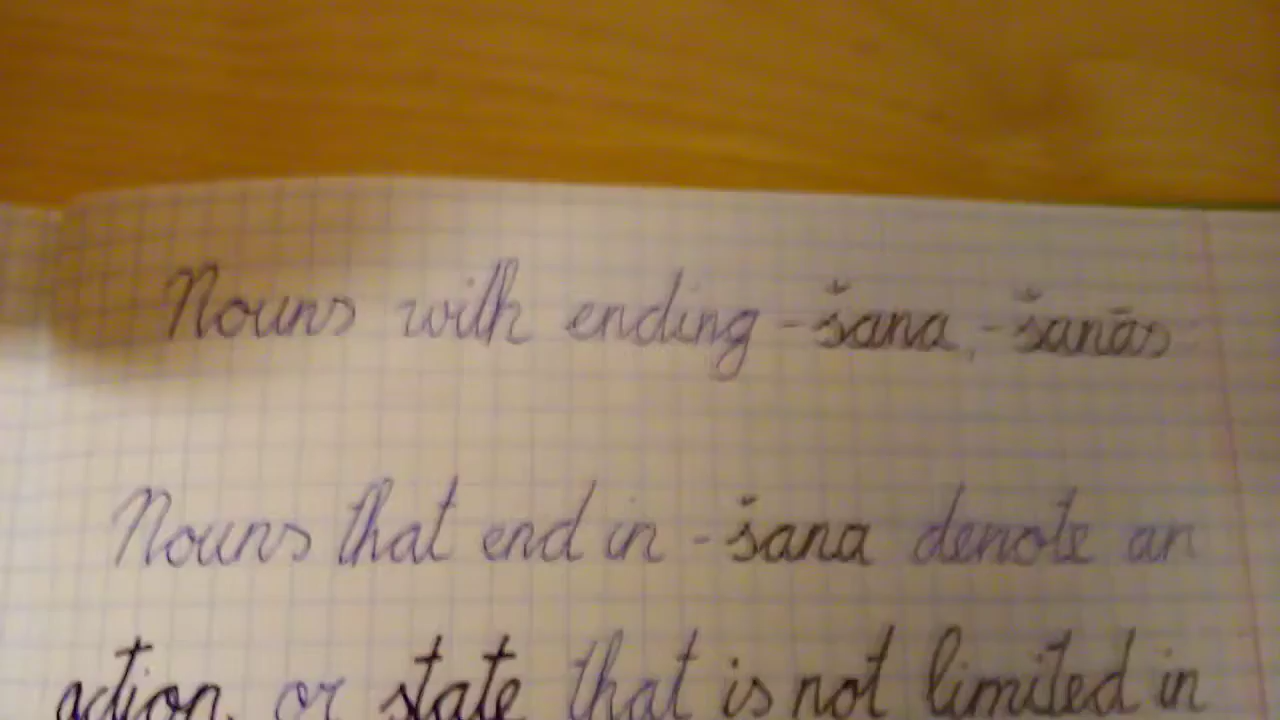 Nouns with ending -šana, -šanās
Nouns that end in -šana denote an
action, or state that is not limited in